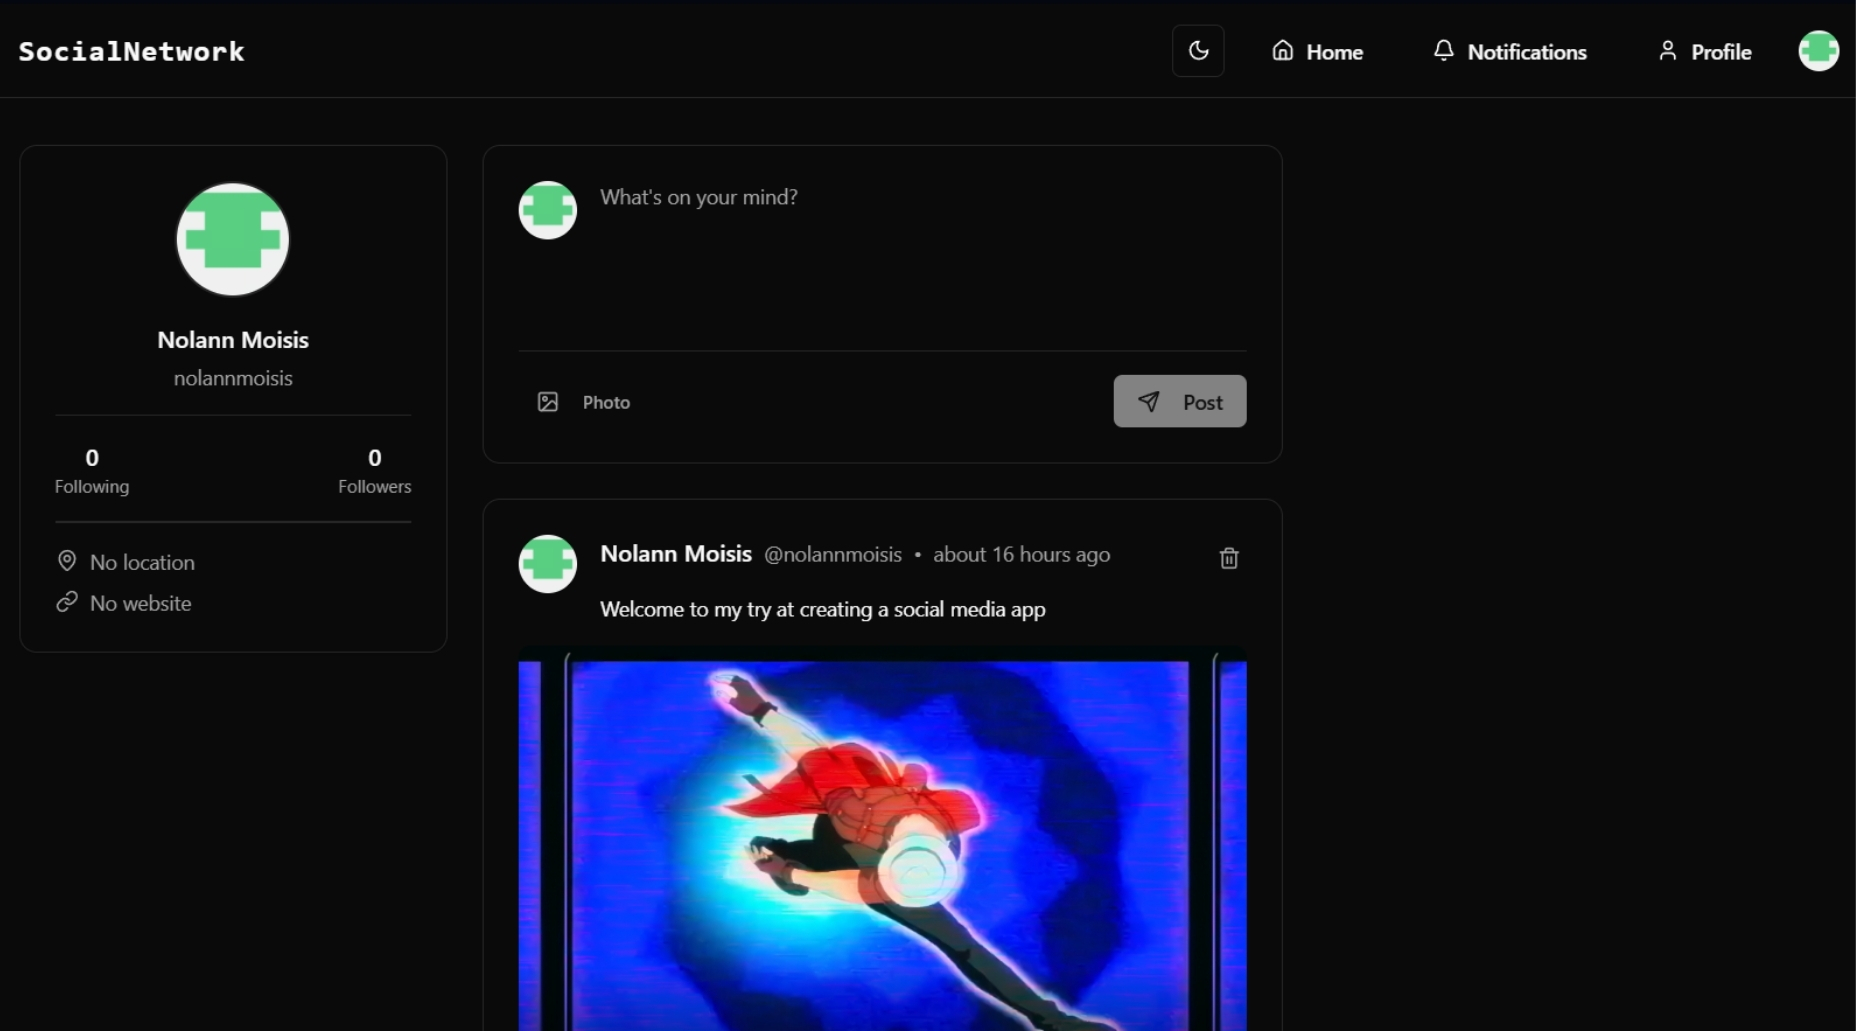 SocialNetwork
Home
Notifications
Profile
Nolann Moisis
nolannmoisis
0
Following
0
Followers
No location
No website
What's on your mind?
Photo
Post
Nolann Moisis @nolannmoisis • about 16 hours ago
Welcome to my try at creating a social media app